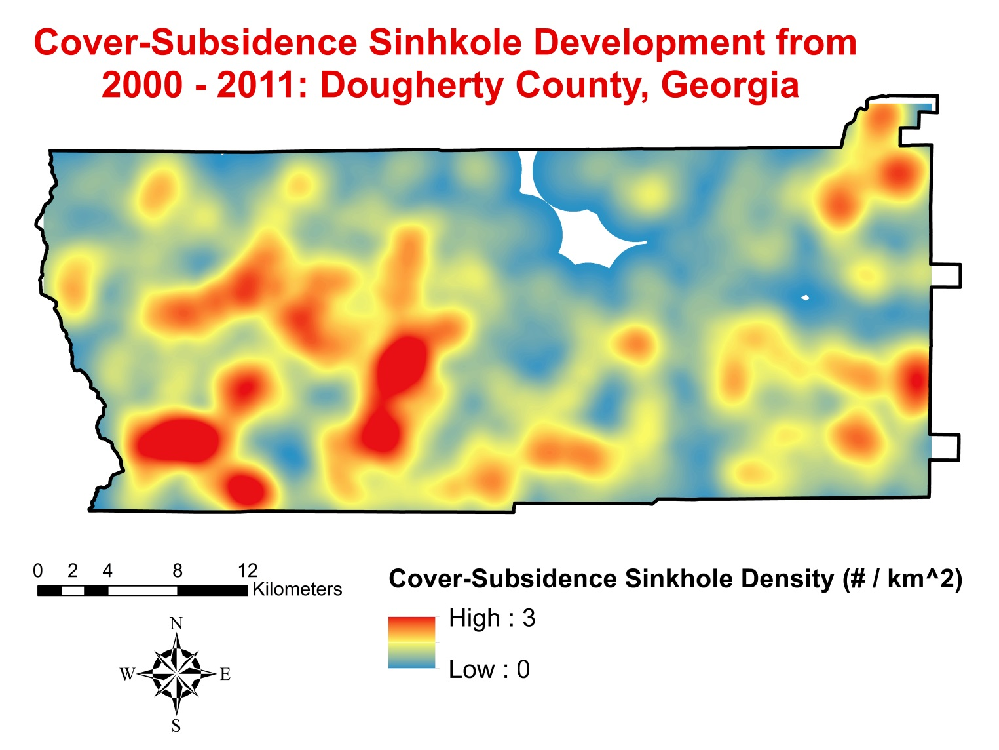 Cover-Subsidence Sinhkole Development from
2000 - 2011: Dougherty County, Georgia
0 2 4 8 12
Kilometers
N
W E
S
Cover-Subsidence Sinkhole Density (# / km^2)
High : 3
Low : 0